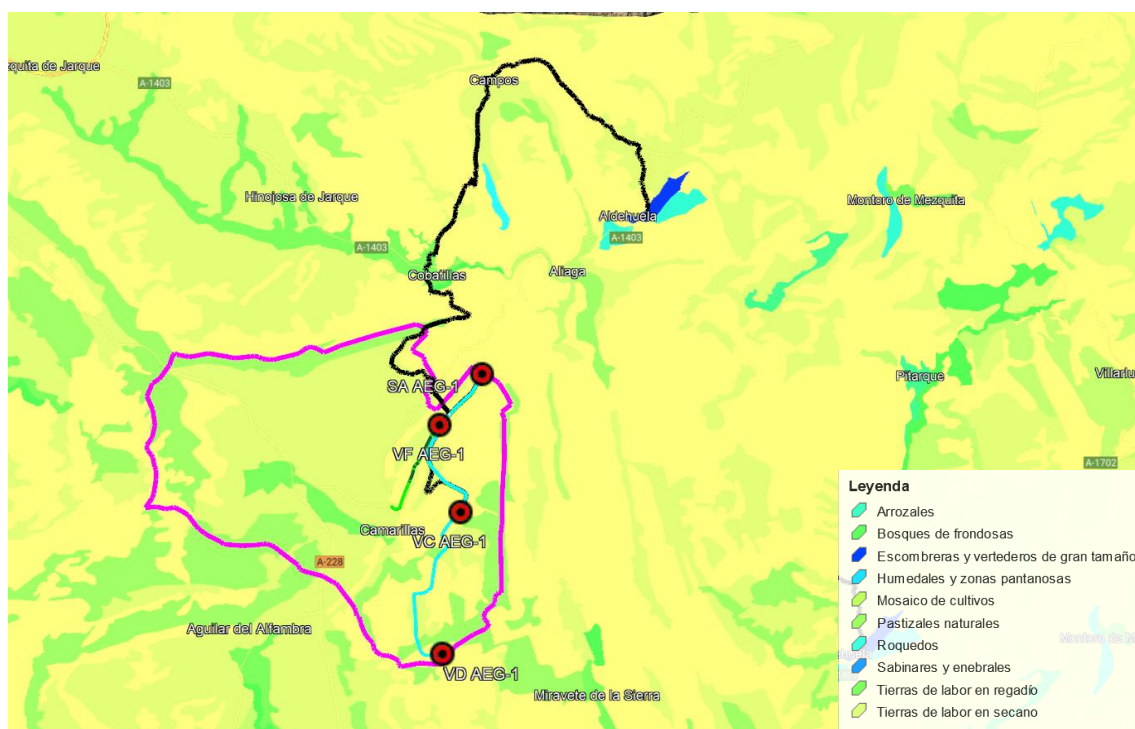 Campos
zquita de Jarque
A-1403
Hinojosa de Jarque
Aldehuela
Montoro de Mezquita
A-1403
A-1403
Cobatillas
Aliaga
SA AEG-1
Pitarque
Villarlu
VF AEG-1
A-1702
Camarillas
VC AEG-1
A-228
Aguilar del Alfambra
VD AEG-1
Miravete de la Sierra
Leyenda
Arrozales
Bosques de frondosas
Escombreras y vertederos de gran tamaño
Humedales y zonas pantanosas
Mosaico de cultivos
Pastizales naturales
Roquedos
Sabinares y enebrales
Tierras de labor en regadío
Tierras de labor en secano